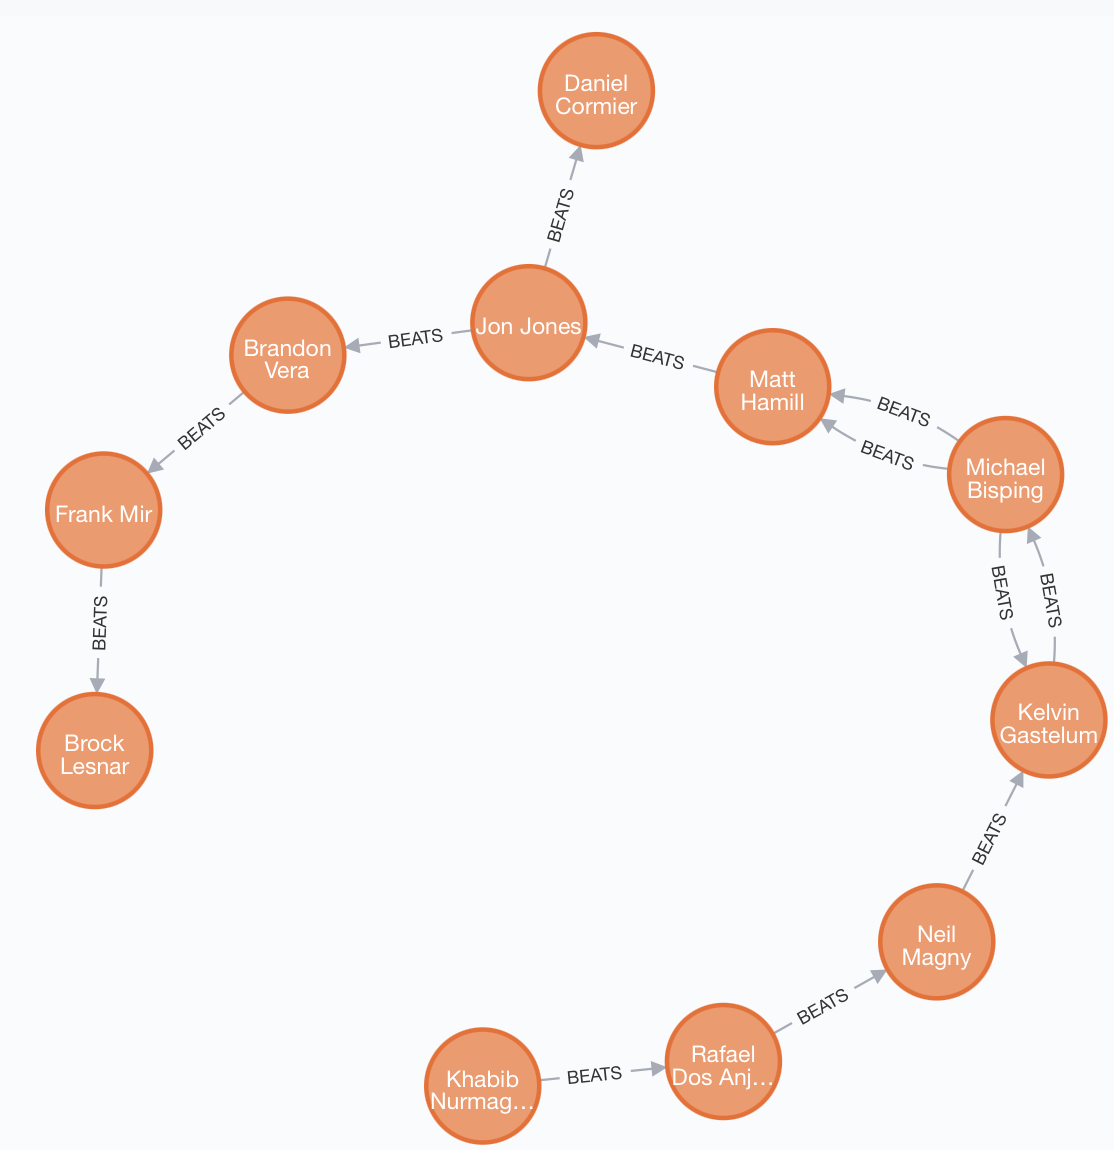 Daniel
Cormier
BEATS
Jon Jones
BEATS
Brandon
Vera
BEATS
Matt
Hamill
BEATS
BEATS
BEATS
Michael
Bisping
Frank Mir
BEATS
BEATS
BEATS
Kelvin
Gastelum
Brock
Lesnar
BEATS
Neil
Magny
BEATS
Rafael
Dos Anj...
BEATS
Khabib
Nurmag...